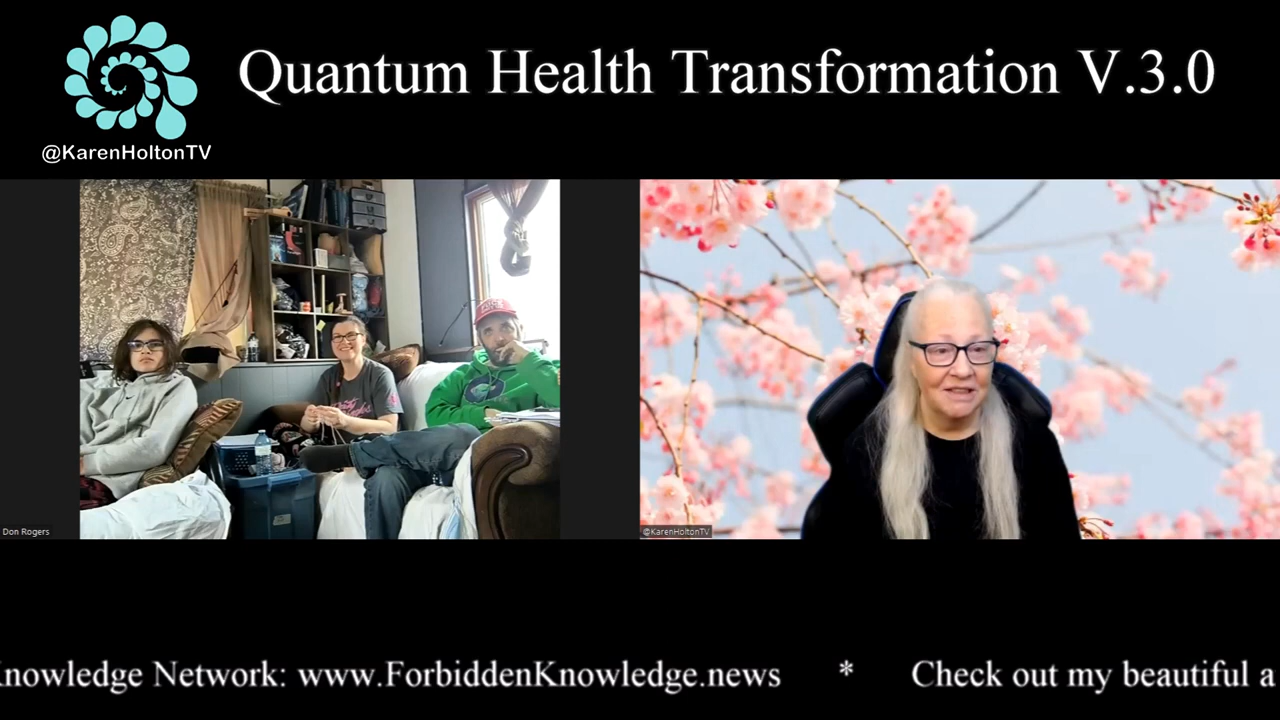 Quantum Health Transformation V.3.0
@KarenHoltonTV
Don Rogers
@KarenHoltonTV
Knowledge Network: www.ForbiddenKnowledge.news * Check out my beautiful a